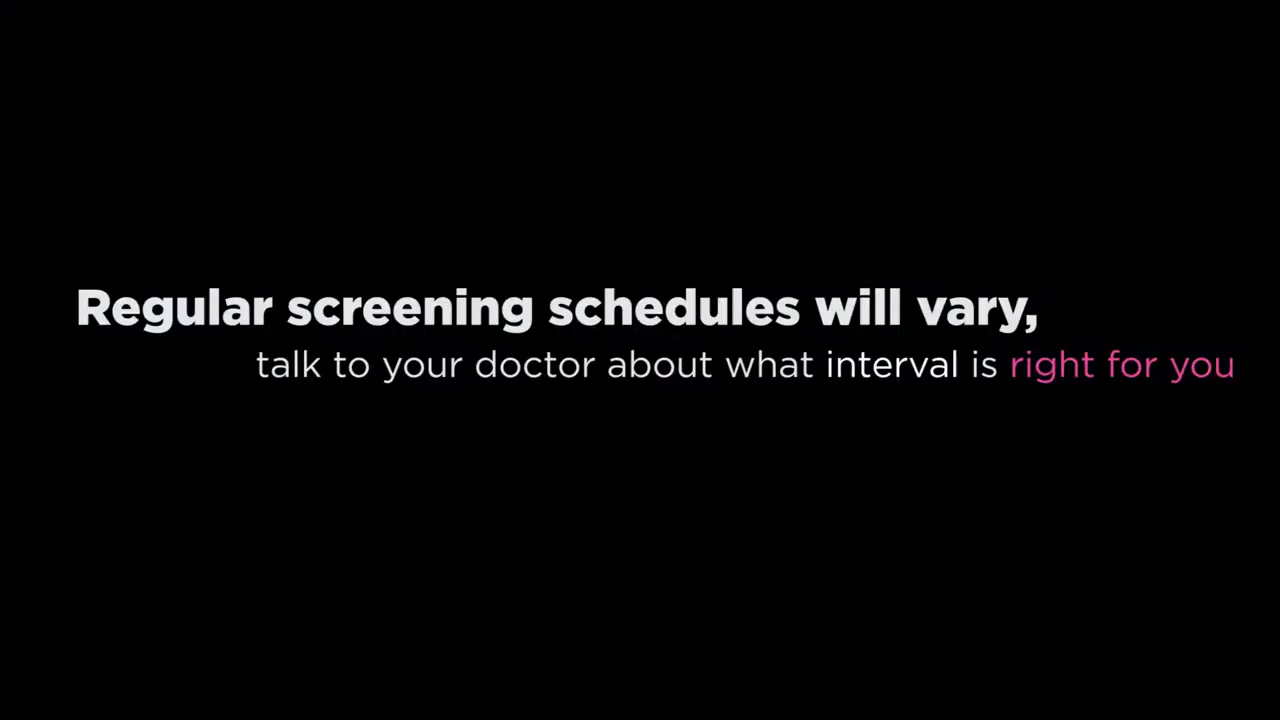 Regular screening schedules will vary,
talk to your doctor about what interval is right for you